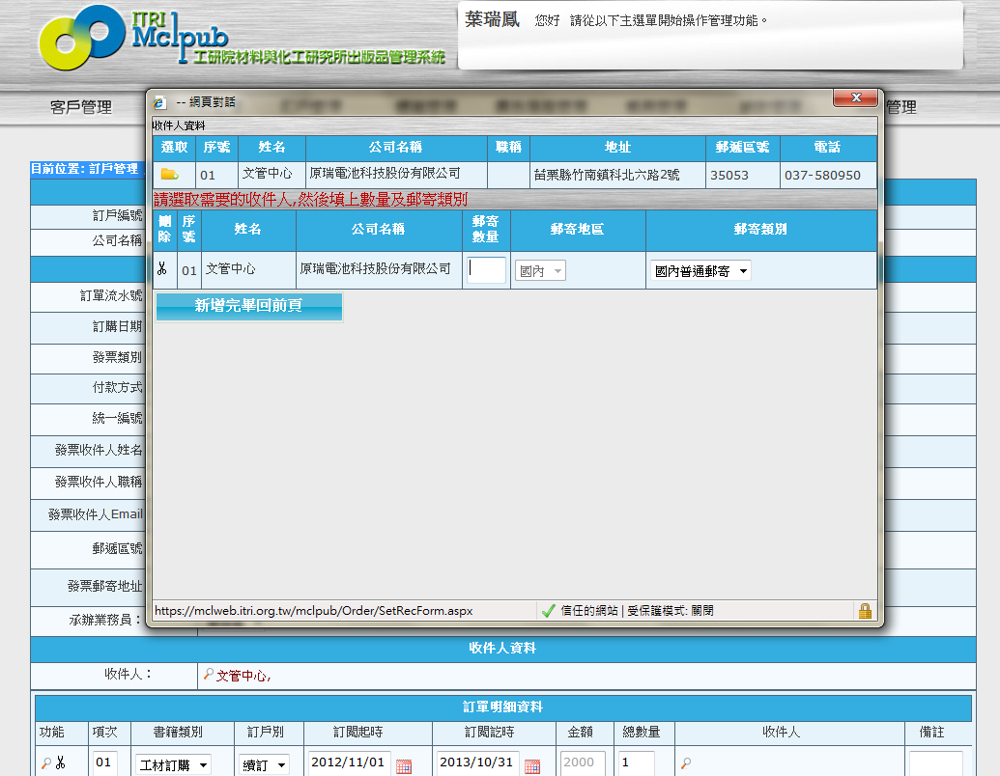 ITRI
Mclpub
工研院材料與化工研究所出版品管理系統
葉瑞鳳 您好 請從以下主選單開始操作管理功能。
客戶管理
管理
-- 網頁對話
收件人資料
選取 序號 姓名 公司名稱 職稱 地址 郵遞區號 電話
01 文管中心 原瑞電池科技股份有限公司 苗栗縣竹南鎮科北六路2號 35053 037-580950
請選取需要的收件人,然後填上數量及郵寄類別
刪除 序號 姓名 公司名稱 郵寄數量 郵寄地區 郵寄類別
01 文管中心 原瑞電池科技股份有限公司 國內 國內普通郵寄
新增完畢回前頁
https://mclweb.itri.org.tw/mclpub/Order/SetRecForm.aspx
信任的網站 | 受保護模式: 關閉
目前位置: 訂戶管理
訂戶編號
公司名稱
訂單流水號
訂購日期
發票類別
付款方式
統一編號
發票收件人姓名
發票收件人職稱
發票收件人Email
郵遞區號
發票郵寄地址
承辦業務員：
收件人資料
收件人： 文管中心,
訂單明細資料
功能 項次 書籍類別 訂戶別 訂閱起時 訂閱訖時 金額 總數量 收件人 備註
01 工材訂購 續訂 2012/11/01 2013/10/31 2000 1